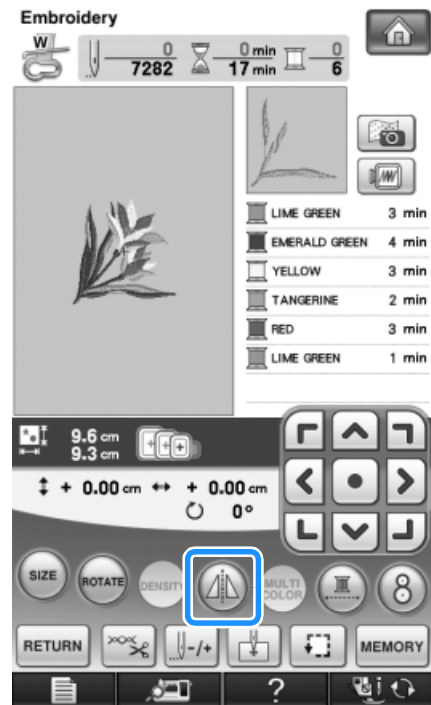 Embroidery
W
0 0 min 0
7282 17 min 6
LIME GREEN 3 min
EMERALD GREEN 4 min
YELLOW 3 min
TANGERINE 2 min
RED 3 min
LIME GREEN 1 min
9.6 cm
9.3 cm
+ 0.00 cm + 0.00 cm
0°
SIZE ROTATE DENSITY MULTI COLOR 8
RETURN -/+ MEMORY
?